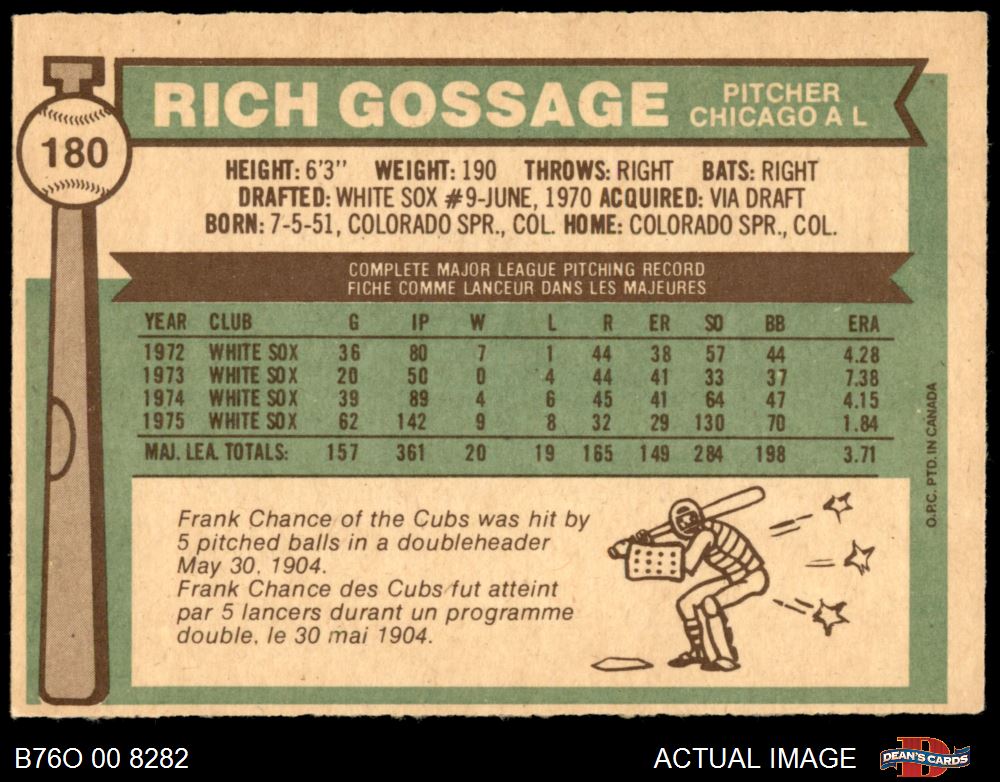 180
RICH GOSSAGE
PITCHER
CHICAGO A L
HEIGHT: 6'3" WEIGHT: 190 THROWS: RIGHT BATS: RIGHT
DRAFTED: WHITE SOX #9-JUNE, 1970 ACQUIRED: VIA DRAFT
BORN: 7-5-51, COLORADO SPR., COL. HOME: COLORADO SPR., COL.
COMPLETE MAJOR LEAGUE PITCHING RECORD
FICHE COMME LANCEUR DANS LES MAJEURES
YEAR CLUB G IP W L R ER SO BB ERA
1972 WHITE SOX 36 80 7 1 44 38 57 44 4.28
1973 WHITE SOX 20 50 0 4 44 41 33 37 7.38
1974 WHITE SOX 39 89 4 6 45 41 64 47 4.15
1975 WHITE SOX 62 142 9 8 32 29 130 70 1.84
MAJ. LEA. TOTALS: 157 361 20 19 165 149 284 198 3.71
O.P.C. PTD. IN CANADA
Frank Chance of the Cubs was hit by
5 pitched balls in a doubleheader
May 30, 1904.
Frank Chance des Cubs fut atteint
par 5 lancers durant un programme
double, le 30 mai 1904.
B76O 00 8282
ACTUAL IMAGE
DEAN'S CARDS